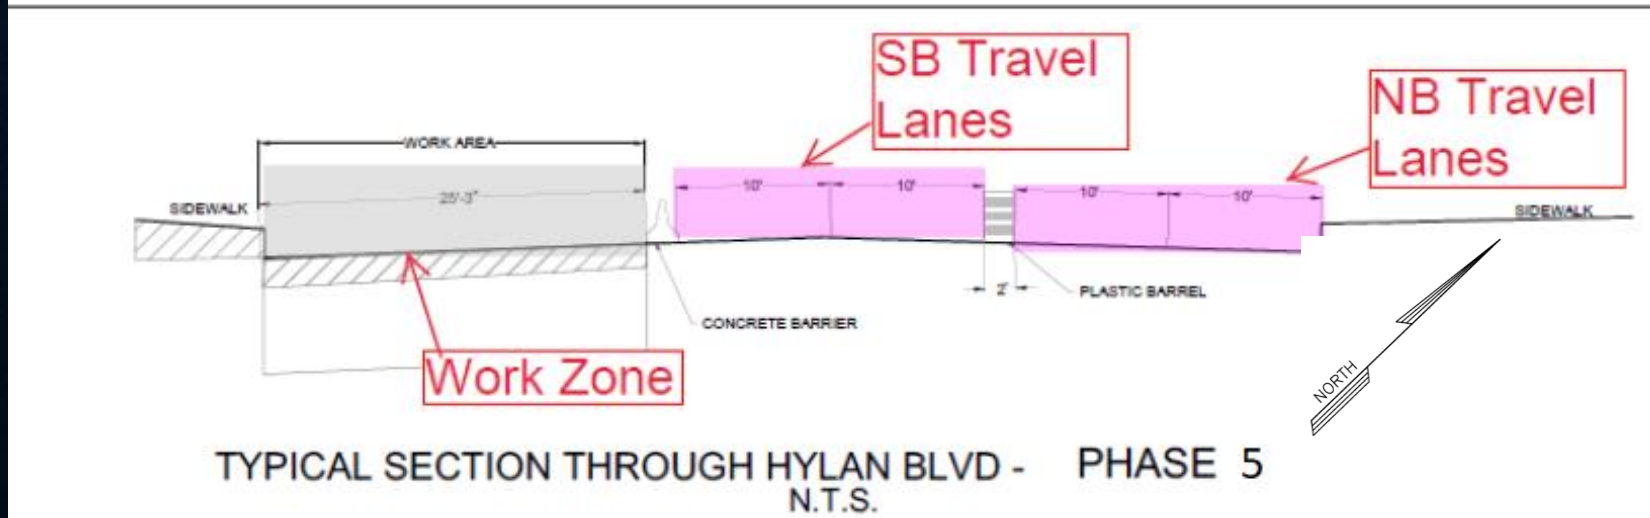 SB Travel
Lanes
NB Travel
Lanes
WORK AREA
10'
10'
10'
10'
25'-3"
SIDEWALK
SIDEWALK
2'
PLASTIC BARREL
CONCRETE BARRIER
Work Zone
NORTH
TYPICAL SECTION THROUGH HYLAN BLVD - PHASE 5
N.T.S.